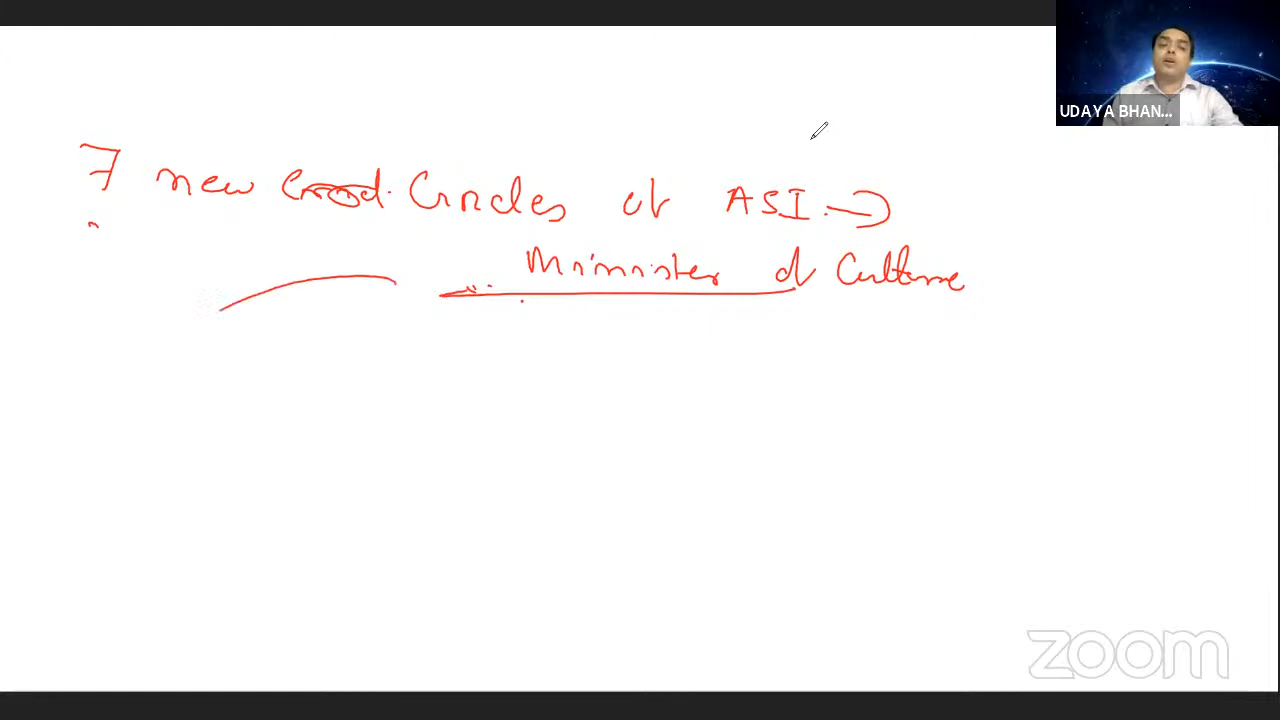 UDAYA BHAN...
7 new Circles of ASI →
Minister of Culture
zoom